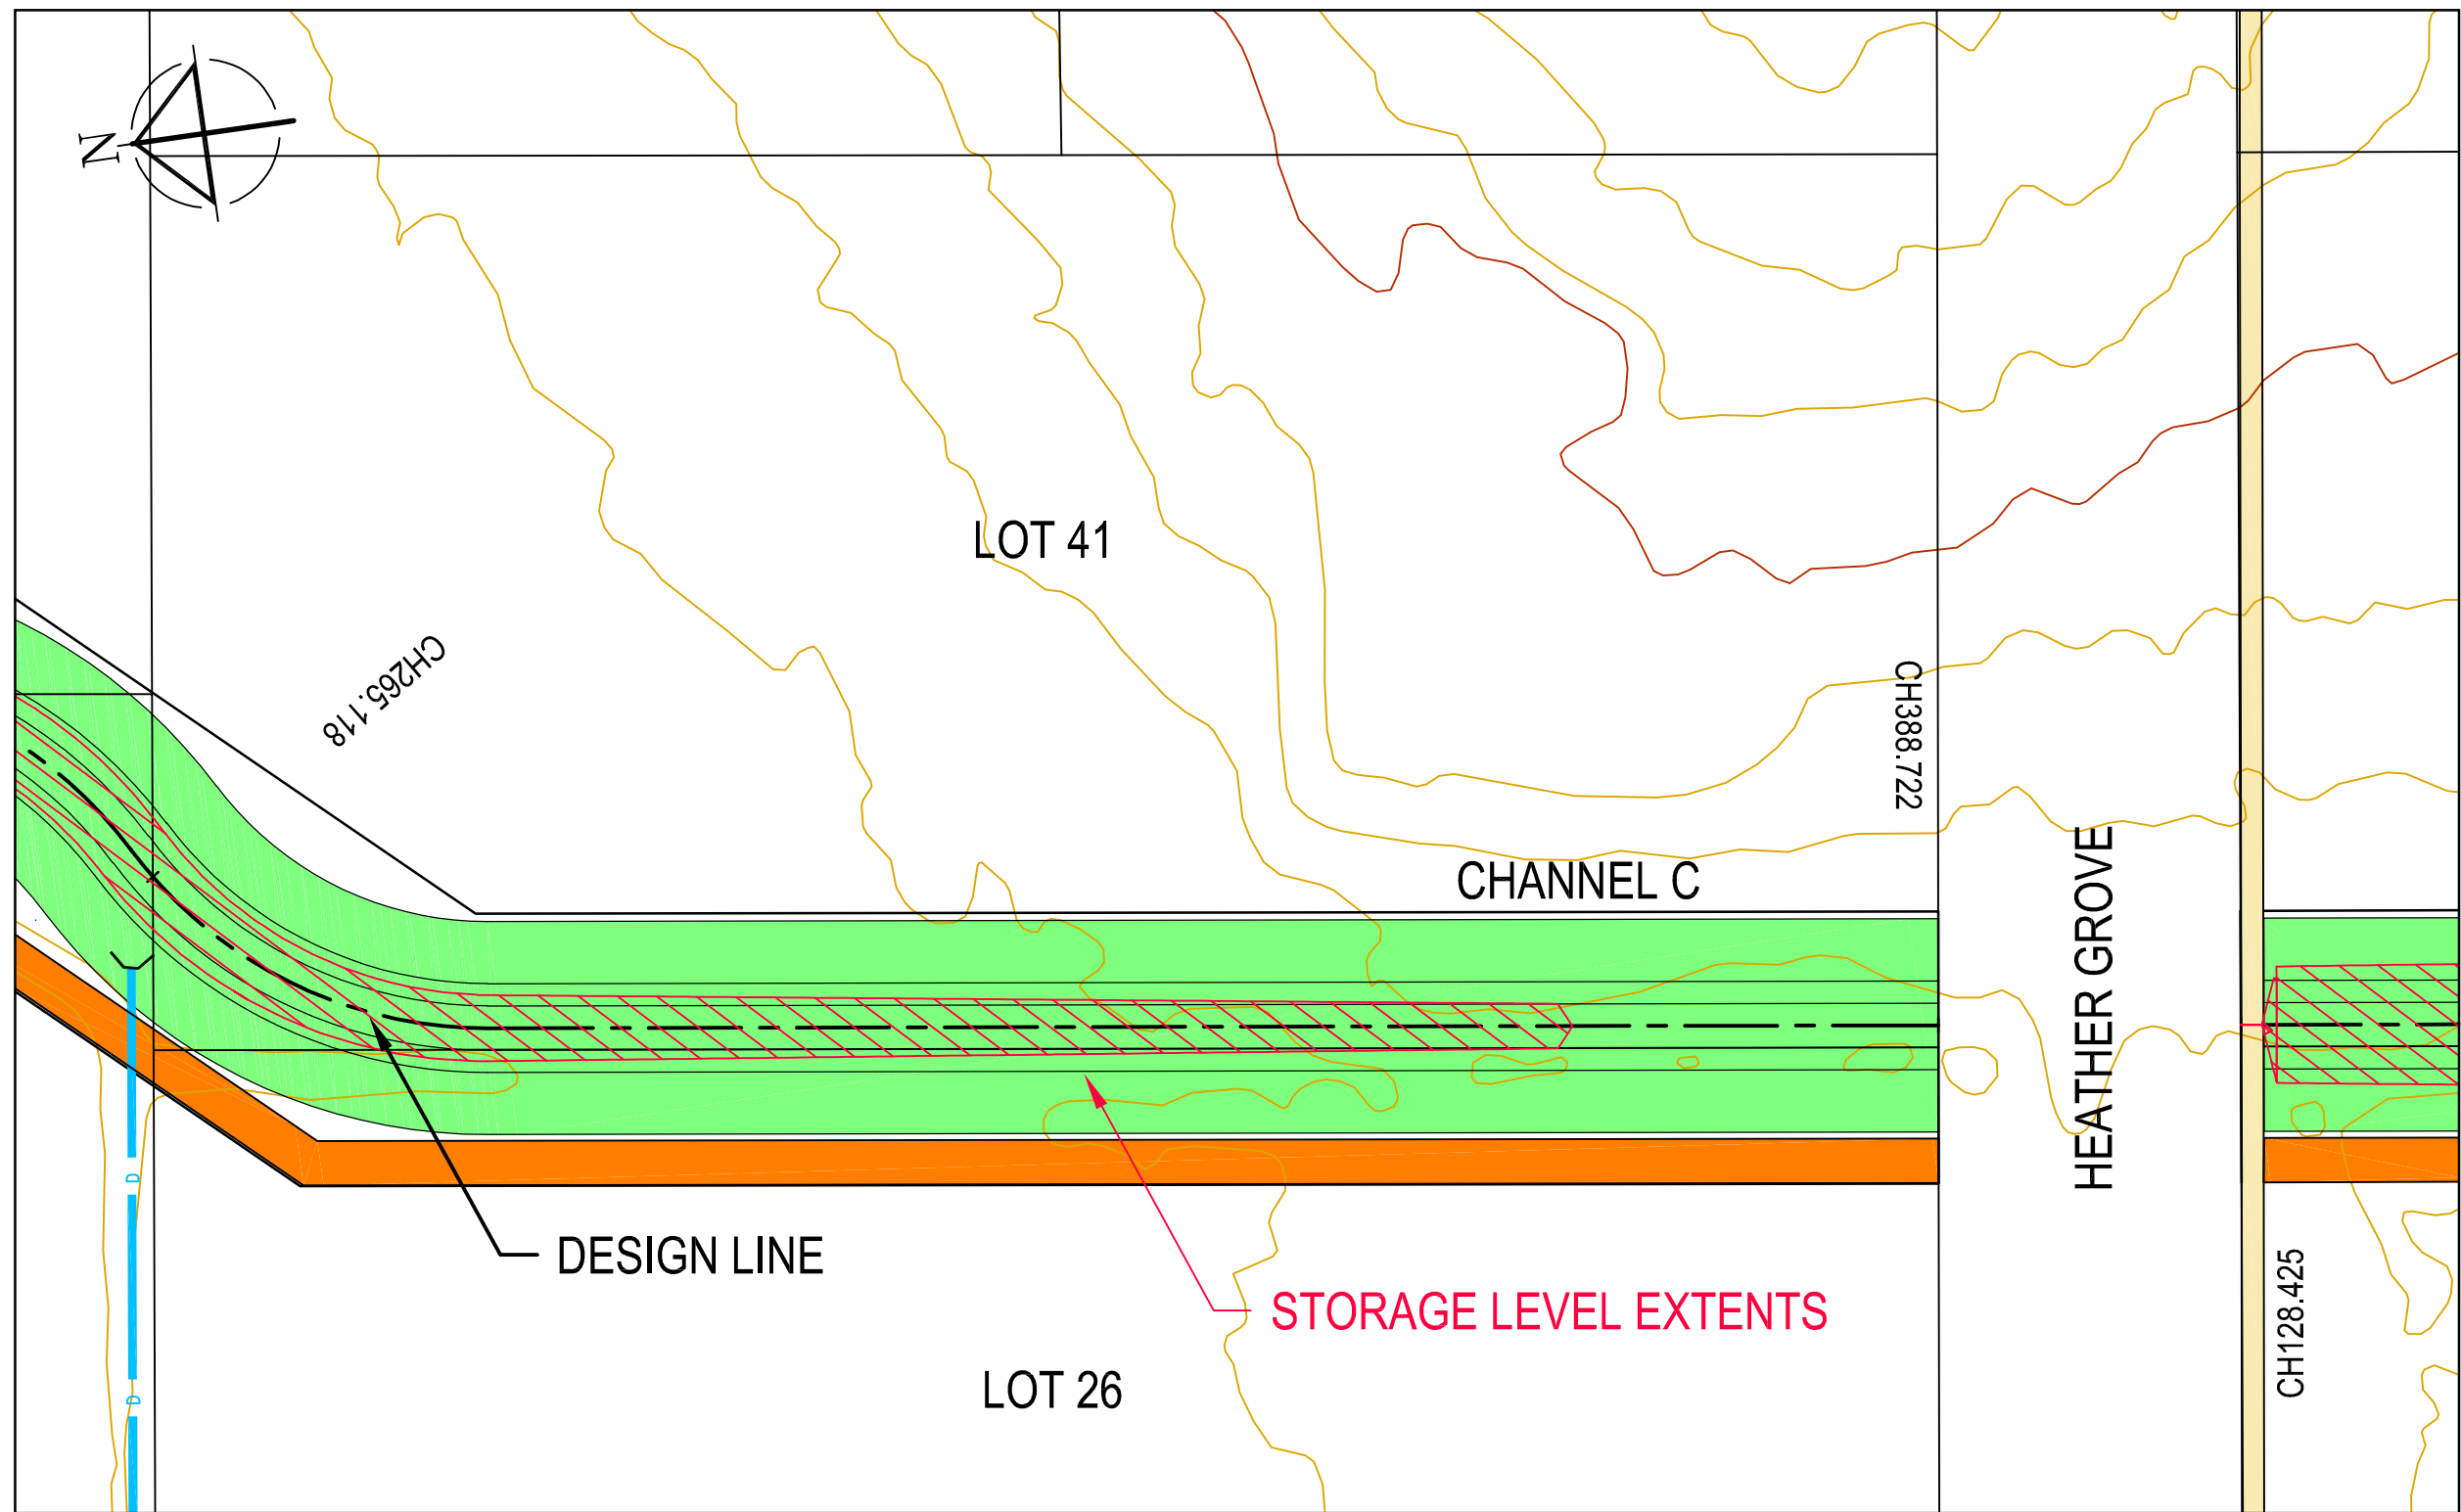 N
LOT 41
CH265.118
CH388.722
CHANNEL C
HEATHER GROVE
DESIGN LINE
STORAGE LEVEL EXTENTS
CH128.425
LOT 26
D
D